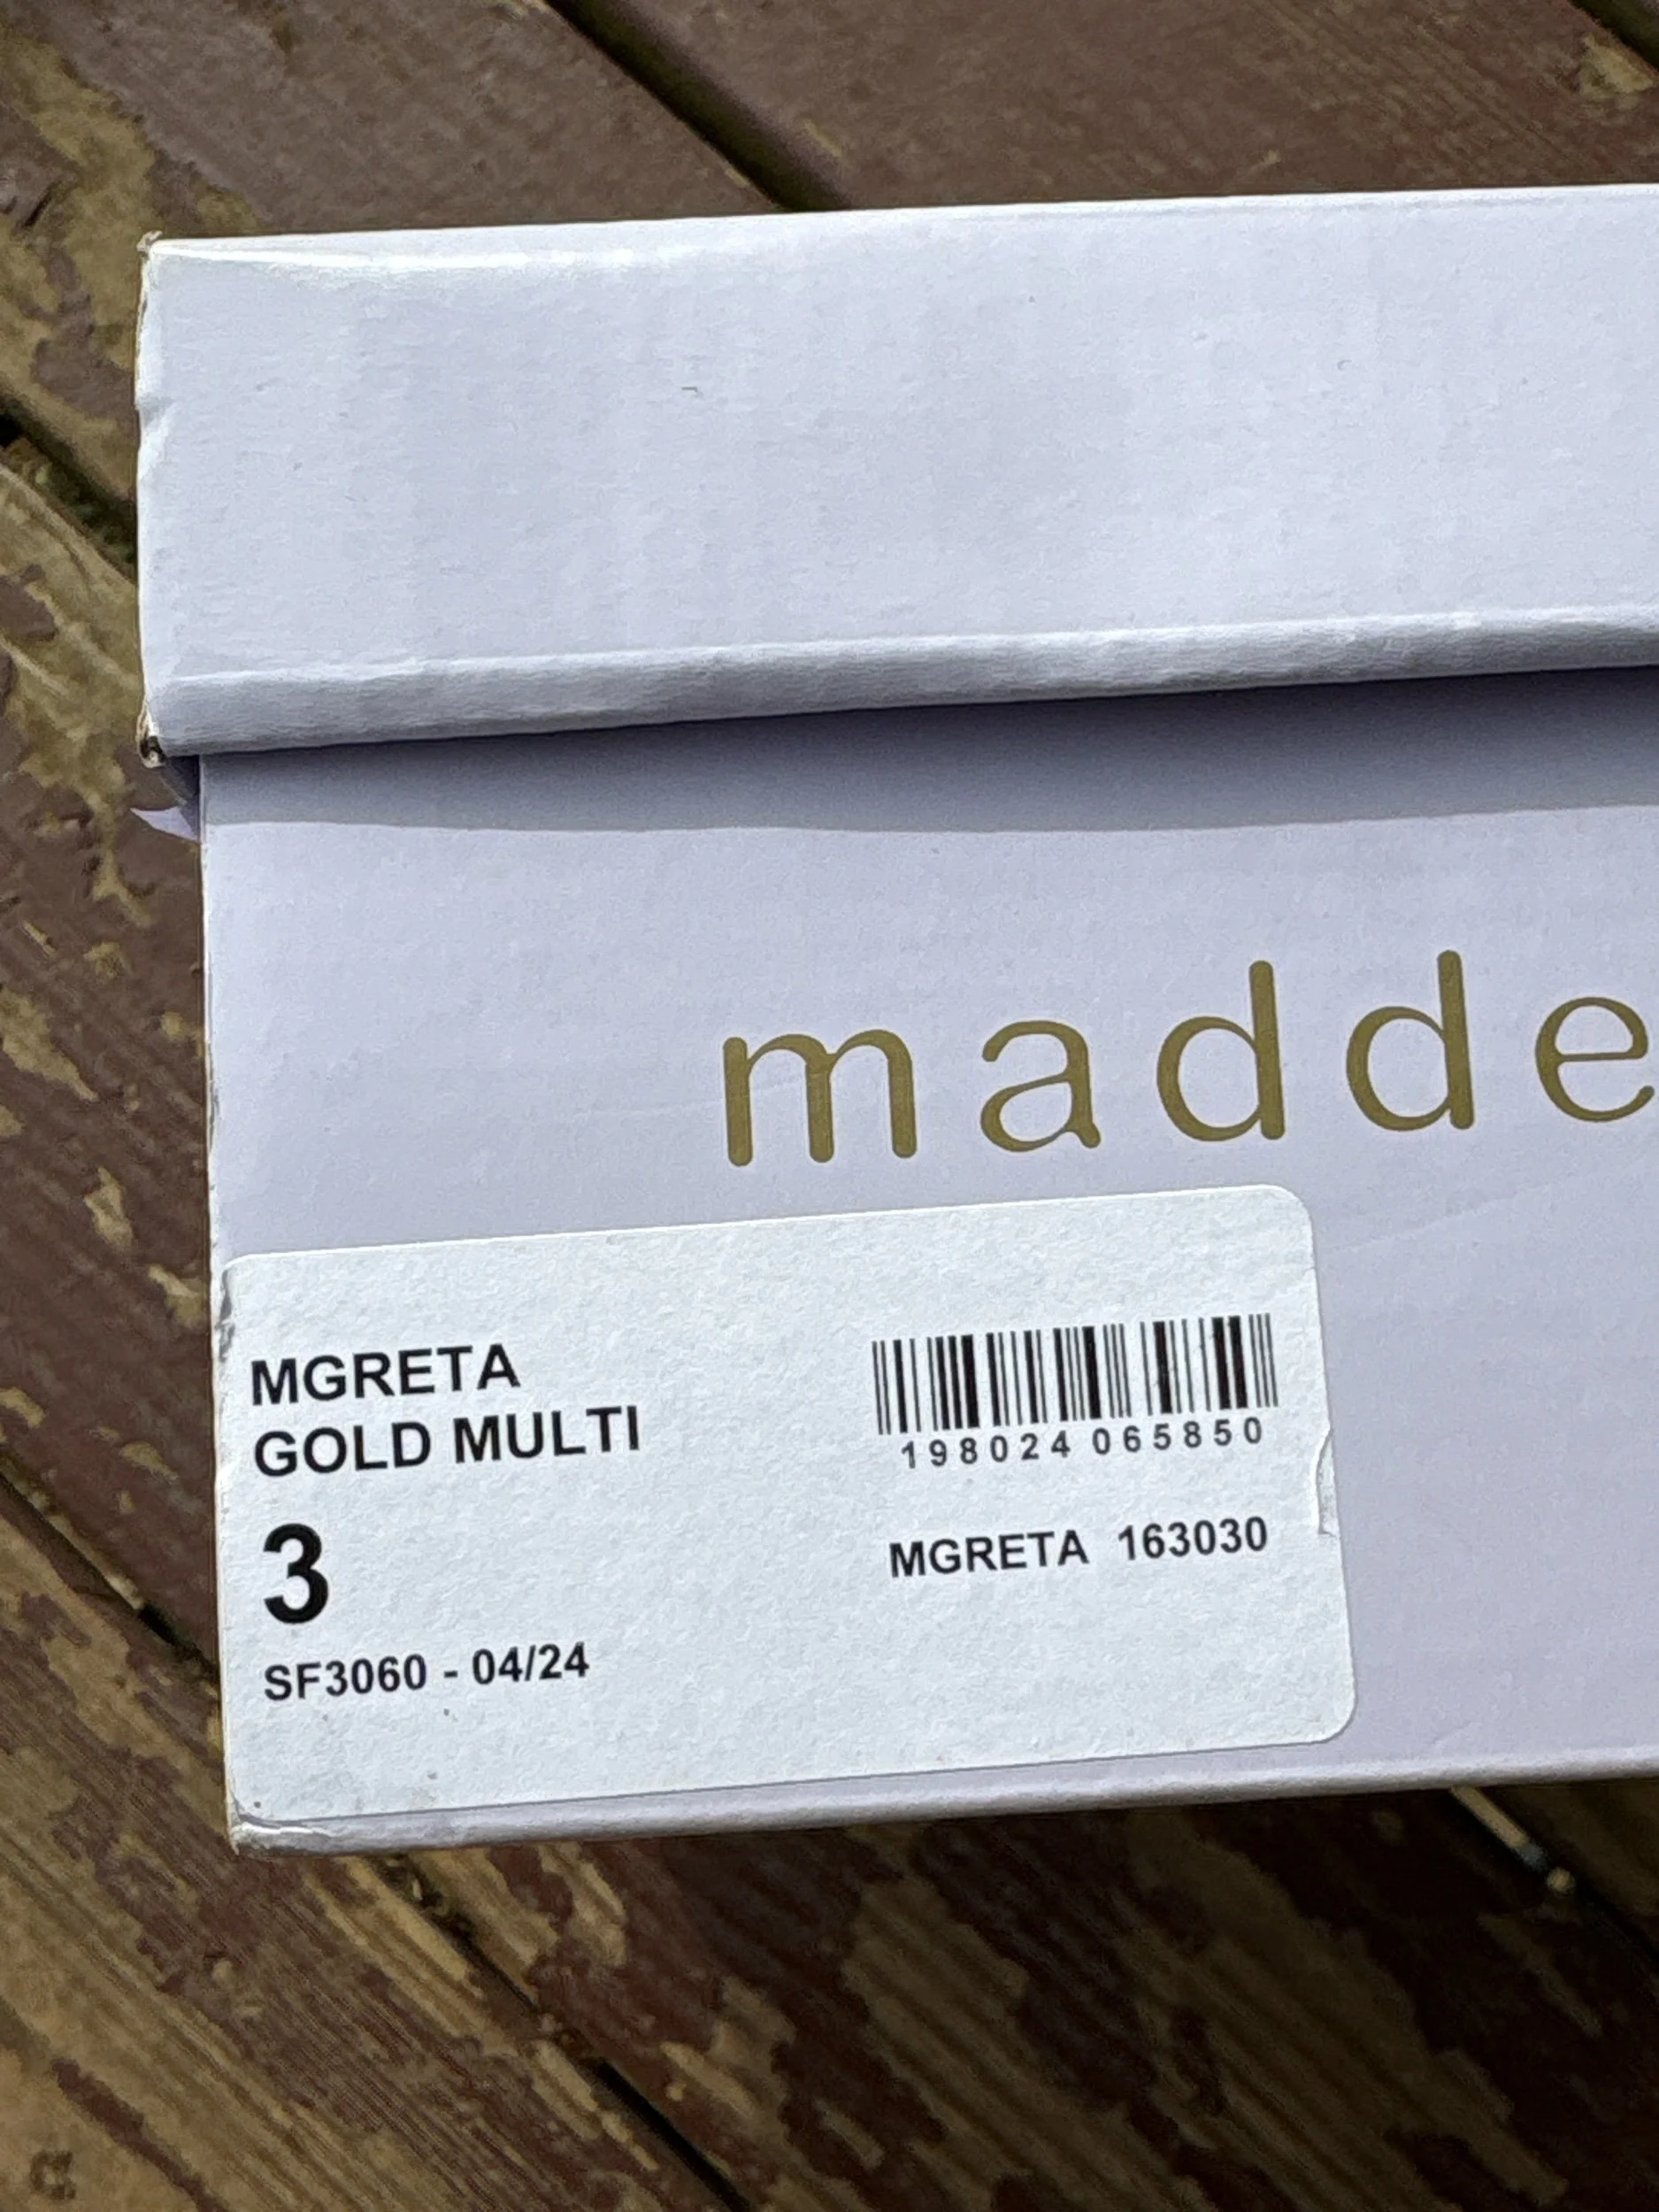 madde
MGRETA
GOLD MULTI
198024 065850
3
MGRETA 163030
SF3060 - 04/24